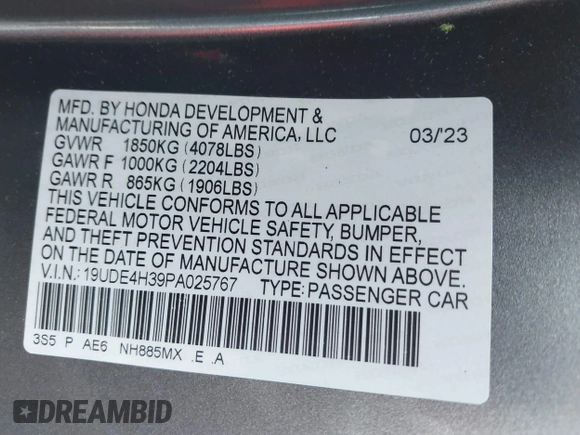 MFD. BY HONDA DEVELOPMENT &
MANUFACTURING OF AMERICA, LLC 03/'23
GVWR 1850KG (4078LBS)
GAWR F 1000KG (2204LBS)
GAWR R 865KG (1906LBS)
THIS VEHICLE CONFORMS TO ALL APPLICABLE
FEDERAL MOTOR VEHICLE SAFETY, BUMPER,
AND THEFT PREVENTION STANDARDS IN EFFECT
ON THE DATE OF MANUFACTURE SHOWN ABOVE.
V.I.N.: 19UDE4H39PA025767 TYPE: PASSENGER CAR
3S5 P AE6 NH885MX .E .A
DREAMBID